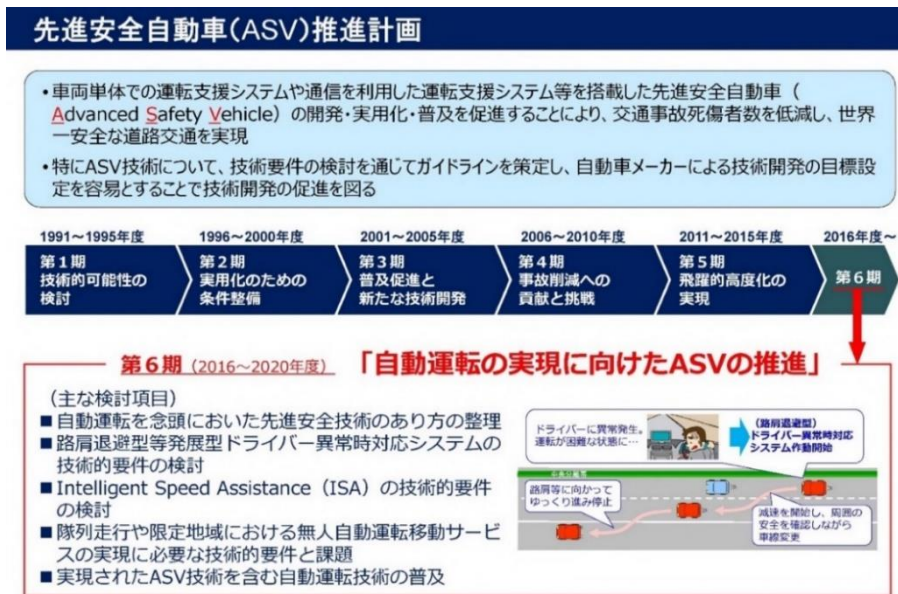 先進安全自動車(ASV)推進計画
・車両単体での運転支援システムや通信を利用した運転支援システム等を搭載した先進安全自動車（
Advanced Safety Vehicle）の開発・実用化・普及を促進することにより、交通事故死傷者数を低減し、世界
一安全な道路交通を実現
・特にASV技術について、技術要件の検討を通じてガイドラインを策定し、自動車メーカーによる技術開発の目標設
定を容易とすることで技術開発の促進を図る
1991～1995年度
1996～2000年度
2001～2005年度
2006～2010年度
2011～2015年度
2016年度～
第1期
技術的可能性の
検討
第2期
実用化のための
条件整備
第3期
普及促進と
新たな技術開発
第4期
事故削減への
貢献と挑戦
第5期
飛躍的高度化の
実現
第6期
第6期（2016～2020年度）「自動運転の実現に向けたASVの推進」
（主な検討項目）
■自動運転を念頭においた先進安全技術のあり方の整理
■路肩退避型等発展型ドライバー異常時対応システムの
技術的要件の検討
■Intelligent Speed Assistance（ISA）の技術的要件
の検討
■隊列走行や限定地域における無人自動運転移動サービ
スの実現に必要な技術的要件と課題
■実現されたASV技術を含む自動運転技術の普及
ドライバーに異常発生。
運転が困難な状態に…
（路肩退避型）
ドライバー異常時対応
システム作動開始
中央分離帯
路肩等に向かって
ゆっくり進み停止
減速を開始し、周囲の
安全を確認しながら
車線変更